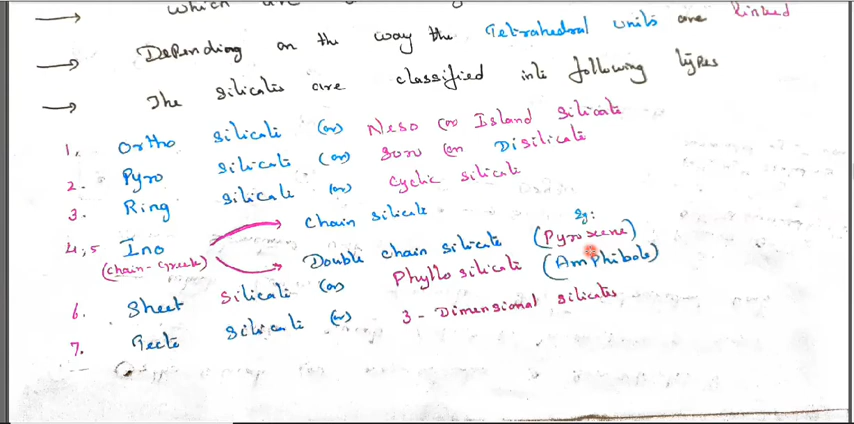 → which are
→ Depending on the way the Tetrahedral units are linked
→ The silicates are classified into following types
1. Ortho silicate (or) Neso (or) Island silicate
2. Pyro silicate (or) Soro (or) Disilicate
3. Ring silicate (or) Cyclic silicate
4,5 Ino → Chain silicate Eg: (Pyroxene)
(chain-Greek) → Double chain silicate (Amphibole)
6. Sheet silicate (or) Phyllo silicate
7. Tecto silicate (or) 3-Dimensional silicates